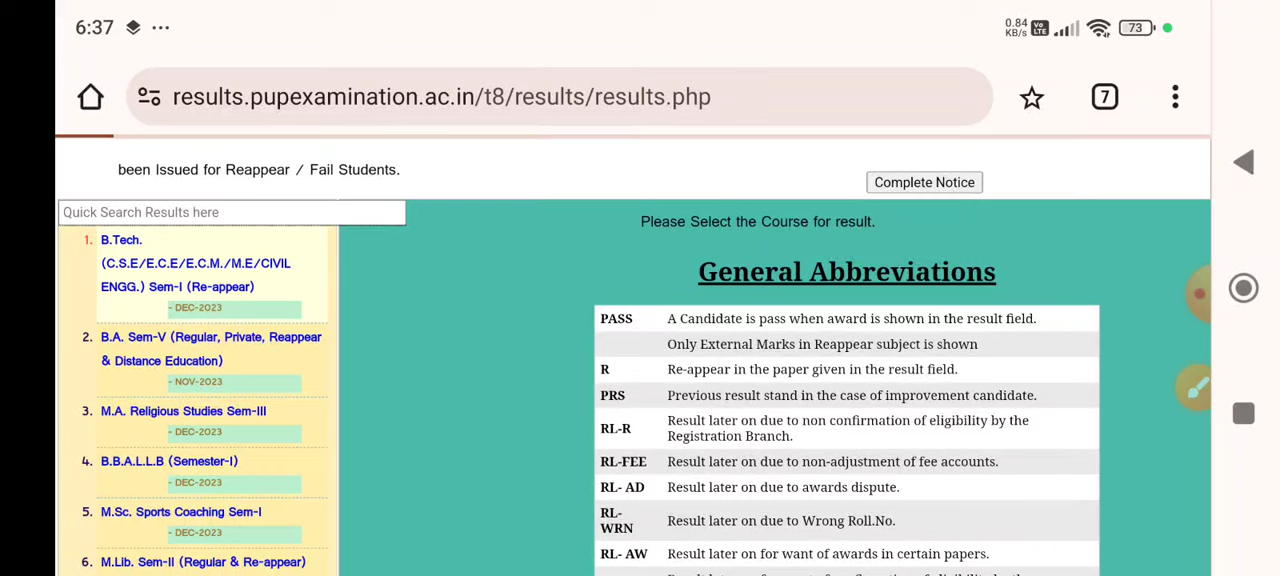 6:37 ...
0.84 KB/s Vo LTE 73
results.pupexamination.ac.in/t8/results/results.php
7
been Issued for Reappear / Fail Students.
Complete Notice
Quick Search Results here
1. B.Tech.
(C.S.E/E.C.E/E.C.M./M.E/CIVIL
ENGG.) Sem-I (Re-appear)
- DEC-2023
2. B.A. Sem-V (Regular, Private, Reappear
& Distance Education)
- NOV-2023
3. M.A. Religious Studies Sem-III
- DEC-2023
4. B.B.A.L.L.B (Semester-I)
- DEC-2023
5. M.Sc. Sports Coaching Sem-I
- DEC-2023
6. M.Lib. Sem-II (Regular & Re-appear)
Please Select the Course for result.
General Abbreviations
PASS A Candidate is pass when award is shown in the result field.
Only External Marks in Reappear subject is shown
R Re-appear in the paper given in the result field.
PRS Previous result stand in the case of improvement candidate.
RL-R Result later on due to non confirmation of eligibility by the
Registration Branch.
RL-FEE Result later on due to non-adjustment of fee accounts.
RL- AD Result later on due to awards dispute.
RL-
WRN Result later on due to Wrong Roll.No.
RL- AW Result later on for want of awards in certain papers.